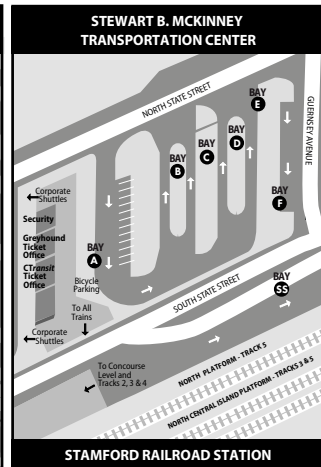 STEWART B. MCKINNEY
TRANSPORTATION CENTER
NORTH STATE STREET
GUERNSEY AVENUE
BAY
E
BAY
D
BAY
C
BAY
B
BAY
F
Corporate
Shuttles
Security
Greyhound
Ticket
Office
CTransit
Ticket
Office
BAY
A
Bicycle
Parking
To All
Trains
Corporate
Shuttles
SOUTH STATE STREET
BAY
SS
To Concourse
Level and
Tracks 2, 3 & 4
NORTH PLATFORM - TRACK 5
NORTH CENTRAL ISLAND PLATFORM - TRACKS 3 & 5
STAMFORD RAILROAD STATION